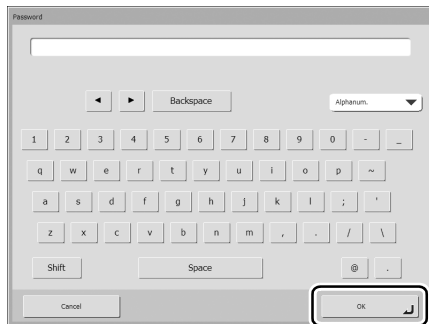 Password
Backspace
Alphanum.
1 2 3 4 5 6 7 8 9 0 - _
q w e r t y u i o p ~
a s d f g h j k l ; '
z x c v b n m , . / \
Shift Space @ .
Cancel OK